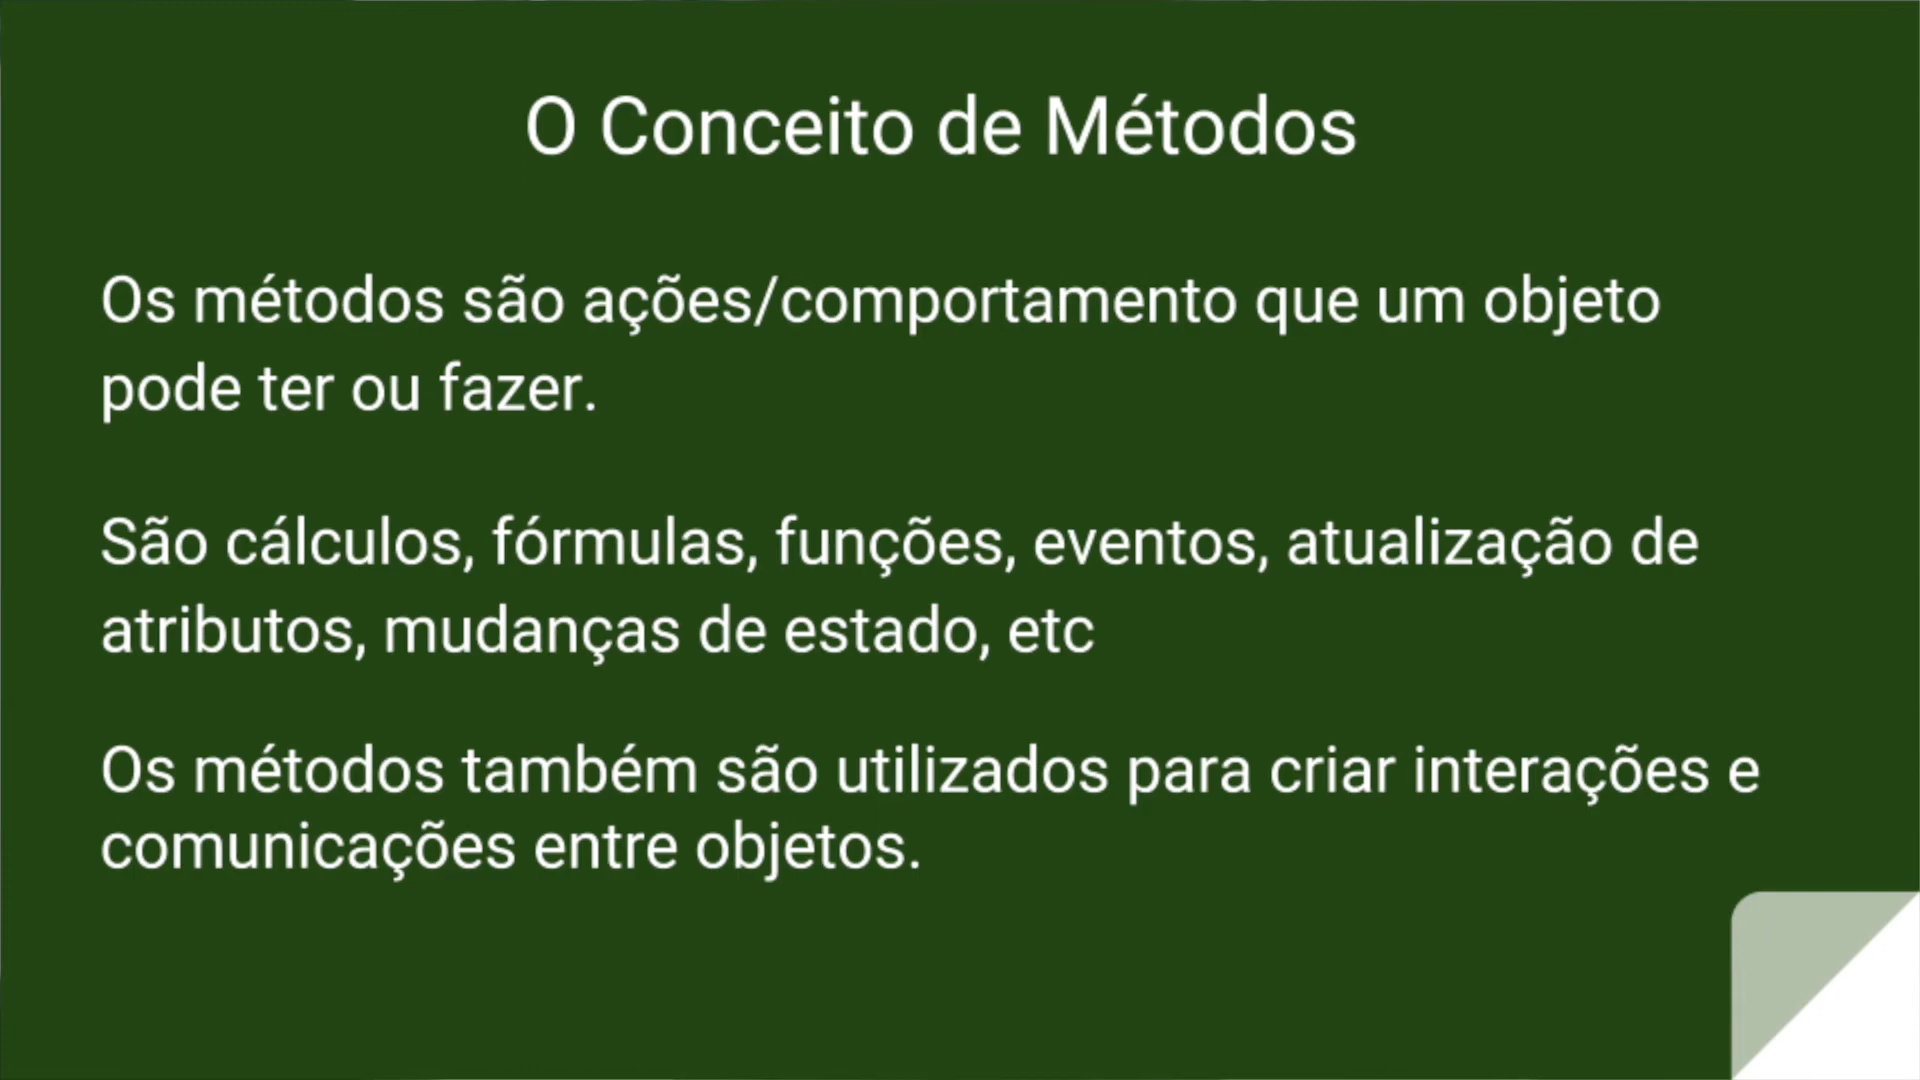 O Conceito de Métodos
Os métodos são ações/comportamento que um objeto
pode ter ou fazer.
São cálculos, fórmulas, funções, eventos, atualização de
atributos, mudanças de estado, etc
Os métodos também são utilizados para criar interações e
comunicações entre objetos.